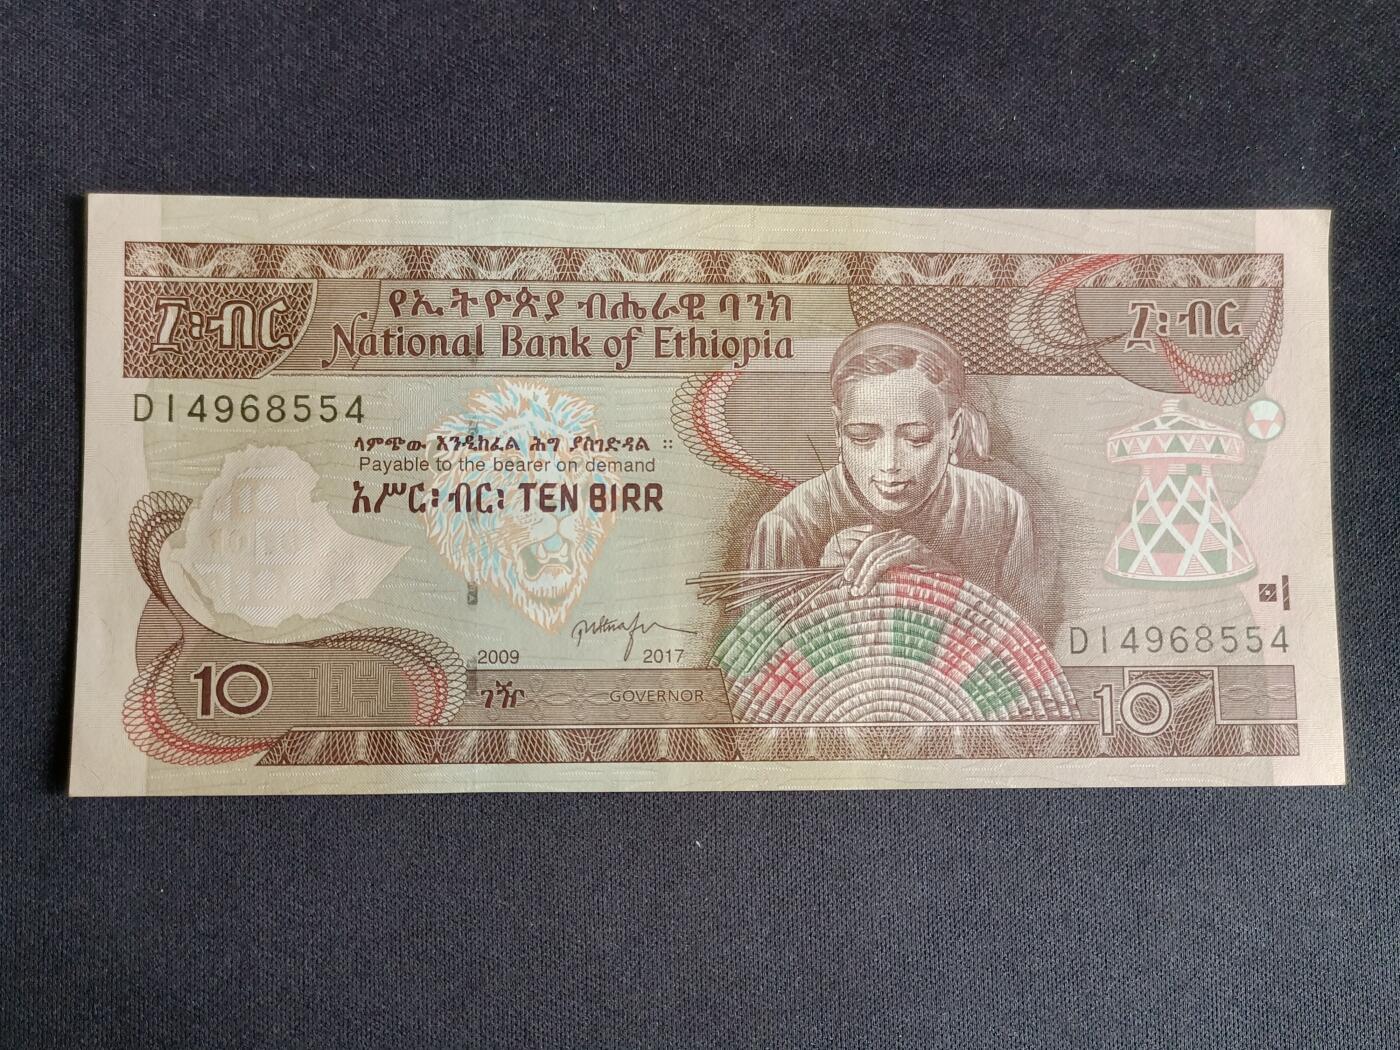 ፲፡ብር
የኢትዮጵያ ብሔራዊ ባንክ
National Bank of Ethiopia
፲፡ብር
DI4968554
ላምጭው እንዲከፈል ሕግ ያስገድዳል ።
Payable to the bearer on demand
አሥር፡ብር፡ TEN BIRR
DI4968554
2009
2017
10
ገዥ
GOVERNOR
10